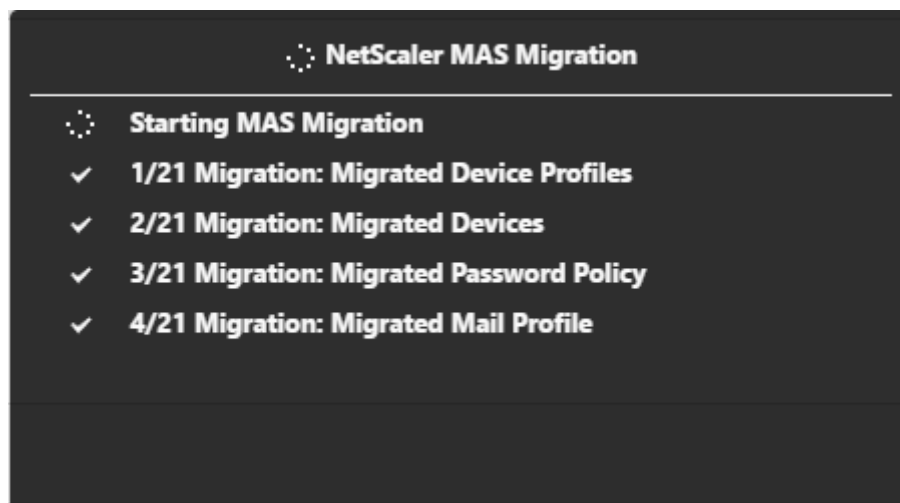 NetScaler MAS Migration
Starting MAS Migration
1/21 Migration: Migrated Device Profiles
2/21 Migration: Migrated Devices
3/21 Migration: Migrated Password Policy
4/21 Migration: Migrated Mail Profile